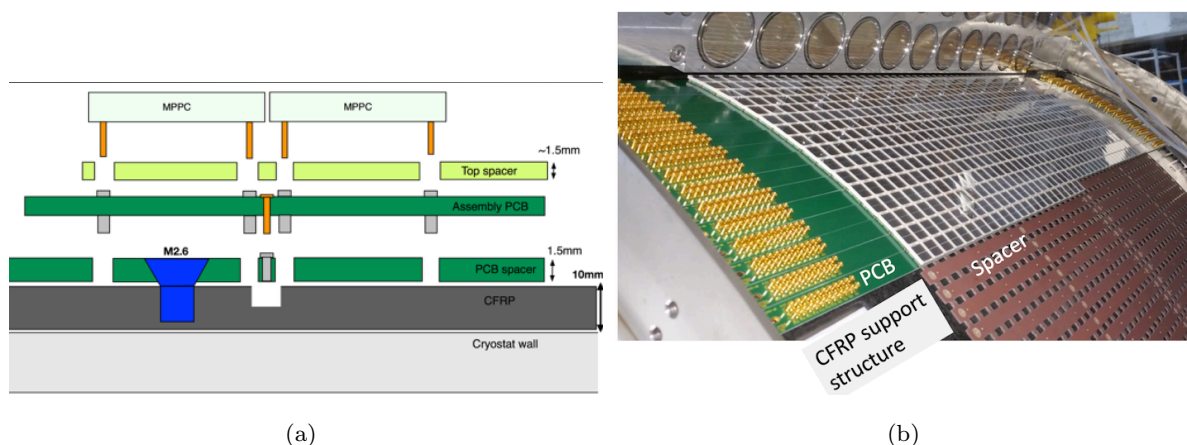 MPPC
MPPC
~1.5mm
Top spacer
Assembly PCB
M2.6
1.5mm
PCB spacer
10mm
CFRP
Cryostat wall
PCB
Spacer
CFRP support
structure
(a)
(b)